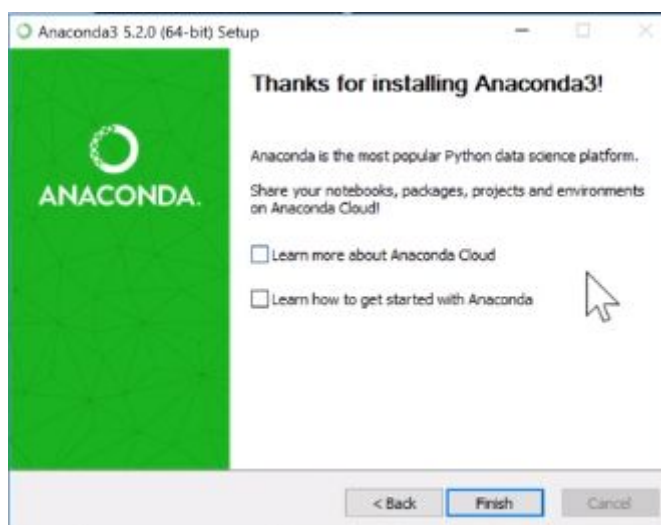 Anaconda3 5.2.0 (64-bit) Setup
Thanks for installing Anaconda3!
ANACONDA.
Anaconda is the most popular Python data science platform.
Share your notebooks, packages, projects and environments
on Anaconda Cloud!
Learn more about Anaconda Cloud
Learn how to get started with Anaconda
< Back
Finish
Cancel